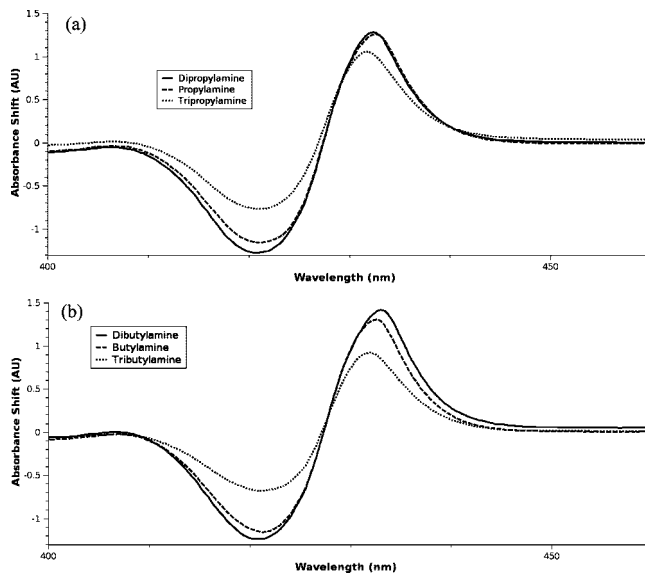 (a)
1.5
1
0.5
0
-0.5
-1
Absorbance Shift (AU)
Dipropylamine
Propylamine
Tripropylamine
400
450
Wavelength (nm)
(b)
1.5
1
0.5
0
-0.5
-1
Absorbance Shift (AU)
Dibutylamine
Butylamine
Tributylamine
400
450
Wavelength (nm)